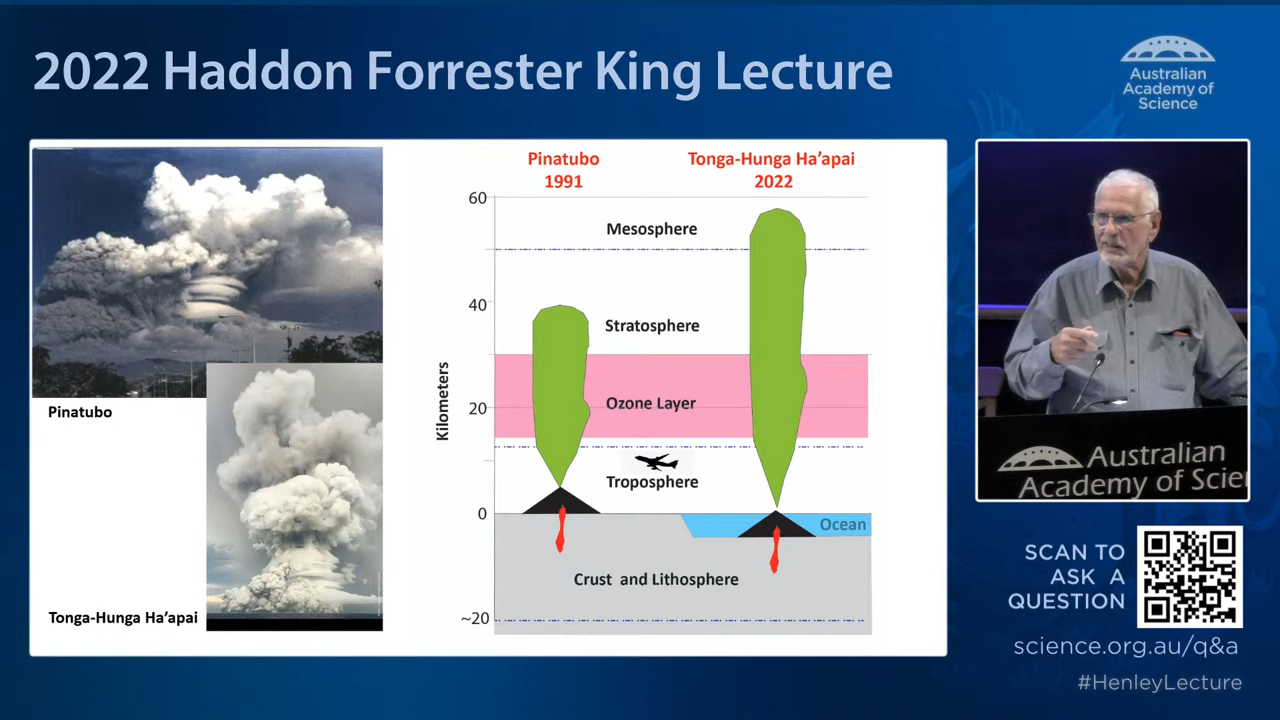 2022 Haddon Forrester King Lecture
Australian
Academy of
Science
Pinatubo
Tonga-Hunga Ha'apai
Pinatubo
1991
Tonga-Hunga Ha'apai
2022
Kilometers
60
40
20
0
~20
Mesosphere
Stratosphere
Ozone Layer
Troposphere
Ocean
Crust and Lithosphere
Australian
Academy of Scie
SCAN TO
ASK A
QUESTION
science.org.au/q&a
#HenleyLecture